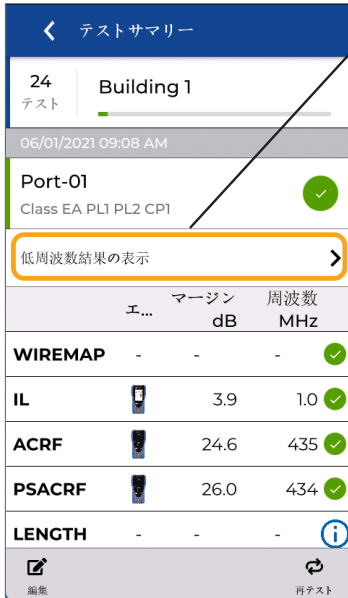 テストサマリー
24 Building 1
テスト
06/01/2021 09:08 AM
Port-01
Class EA PL1 PL2 CP1
低周波数結果の表示
エ... マージン 周波数
dB MHz
WIREMAP - - -
IL 3.9 1.0
ACRF 24.6 435
PSACRF 26.0 434
LENGTH - - -
編集 再テスト